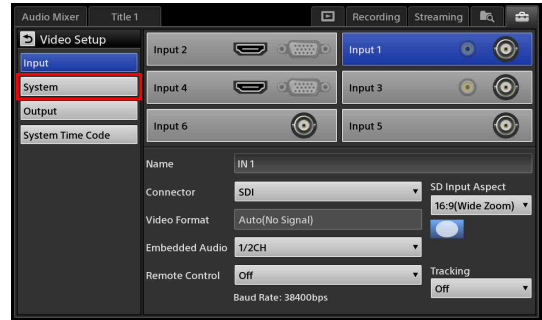 Audio Mixer Title 1 Recording Streaming
Video Setup
Input
System
Output
System Time Code
Input 2 Input 1
Input 4 Input 3
Input 6 Input 5
Name IN 1
Connector SDI SD Input Aspect
16:9(Wide Zoom)
Video Format Auto(No Signal)
Embedded Audio 1/2CH
Remote Control Off Tracking
Off
Baud Rate: 38400bps